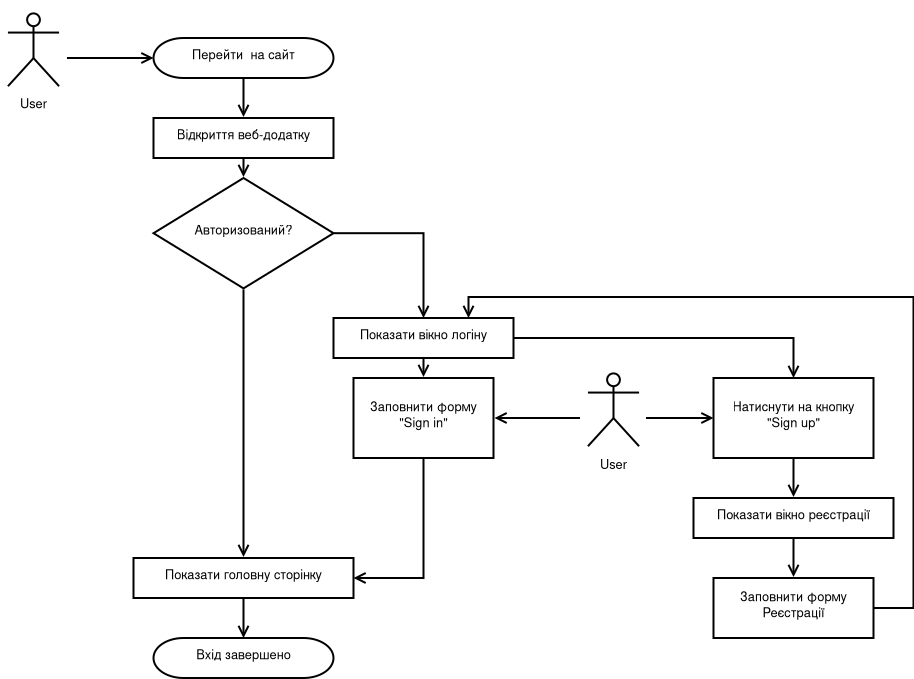 Перейти на сайт
User
Відкриття веб-додатку
Авторизований?
Показати вікно логіну
Заповнити форму
"Sign in"
User
Натиснути на кнопку
"Sign up"
Показати вікно реєстрації
Заповнити форму
Реєстрації
Показати головну сторінку
Вхід завершено